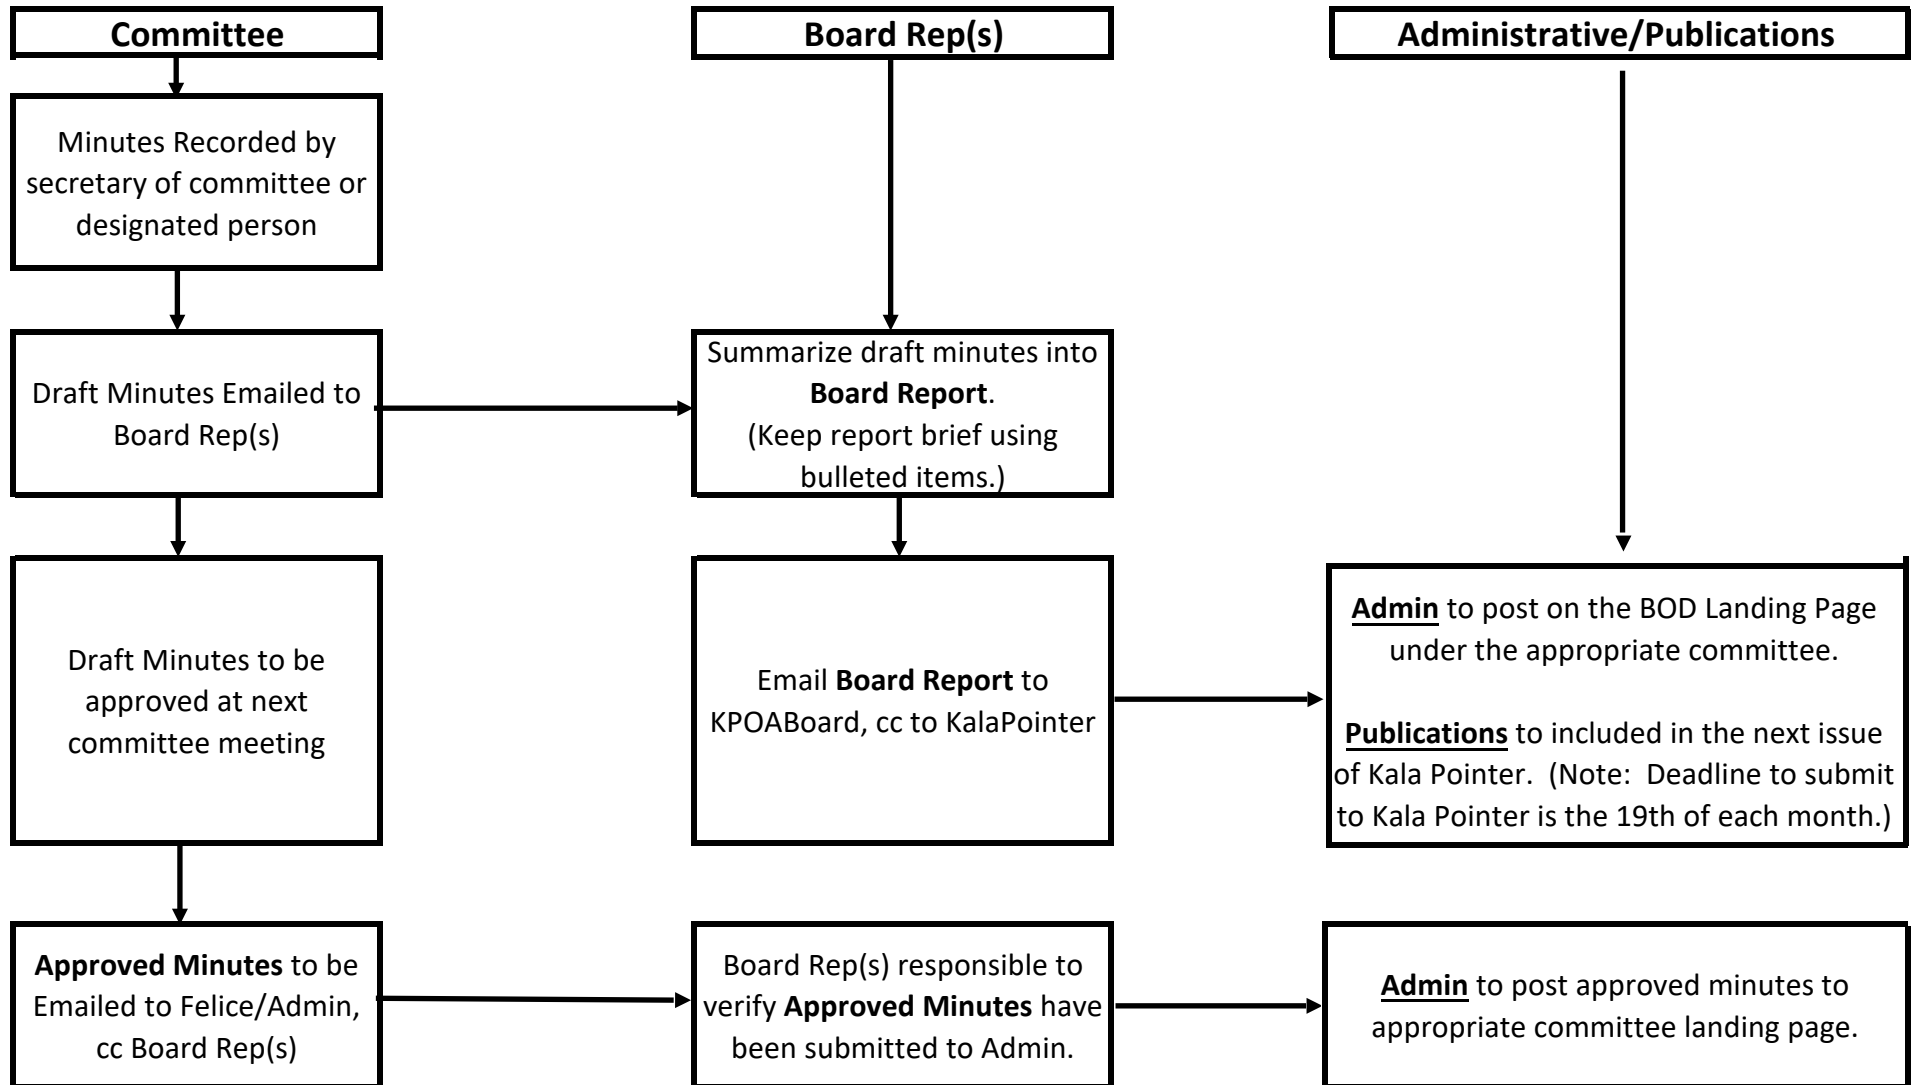 Committee
Board Rep(s)
Administrative/Publications
Minutes Recorded by
secretary of committee or
designated person
Draft Minutes Emailed to
Board Rep(s)
Summarize draft minutes into
Board Report.
(Keep report brief using
bulleted items.)
Draft Minutes to be
approved at next
committee meeting
Email Board Report to
KPOABoard, cc to KalaPointer
Admin to post on the BOD Landing Page
under the appropriate committee.
Publications to included in the next issue
of Kala Pointer.  (Note:  Deadline to submit
to Kala Pointer is the 19th of each month.)
Approved Minutes to be
Emailed to Felice/Admin,
cc Board Rep(s)
Board Rep(s) responsible to
verify Approved Minutes have
been submitted to Admin.
Admin to post approved minutes to
appropriate committee landing page.